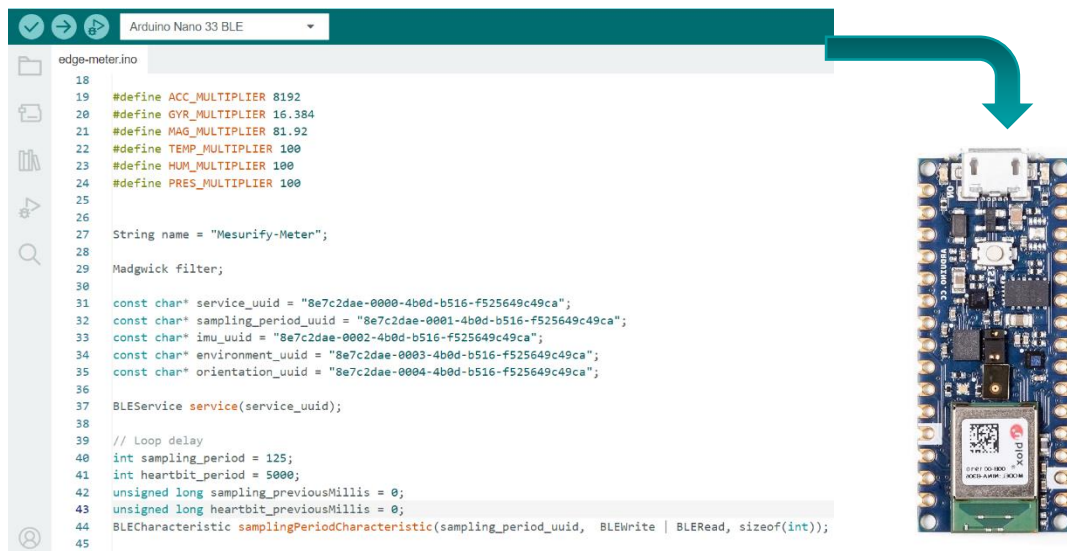 Arduino Nano 33 BLE
edge-meter.ino
18
19 #define ACC_MULTIPLIER 8192
20 #define GYR_MULTIPLIER 16.384
21 #define MAG_MULTIPLIER 81.92
22 #define TEMP_MULTIPLIER 100
23 #define HUM_MULTIPLIER 100
24 #define PRES_MULTIPLIER 100
25
26
27 String name = "Mesurify-Meter";
28
29 Madgwick filter;
30
31 const char* service_uuid = "8e7c2dae-0000-4b0d-b516-f525649c49ca";
32 const char* sampling_period_uuid = "8e7c2dae-0001-4b0d-b516-f525649c49ca";
33 const char* imu_uuid = "8e7c2dae-0002-4b0d-b516-f525649c49ca";
34 const char* environment_uuid = "8e7c2dae-0003-4b0d-b516-f525649c49ca";
35 const char* orientation_uuid = "8e7c2dae-0004-4b0d-b516-f525649c49ca";
36
37 BLEService service(service_uuid);
38
39 // Loop delay
40 int sampling_period = 125;
41 int heartbit_period = 5000;
42 unsigned long sampling_previousMillis = 0;
43 unsigned long heartbit_previousMillis = 0;
44 BLECharacteristic samplingPeriodCharacteristic(sampling_period_uuid, BLEWrite | BLERead, sizeof(int));
45
ARDUINO.CC